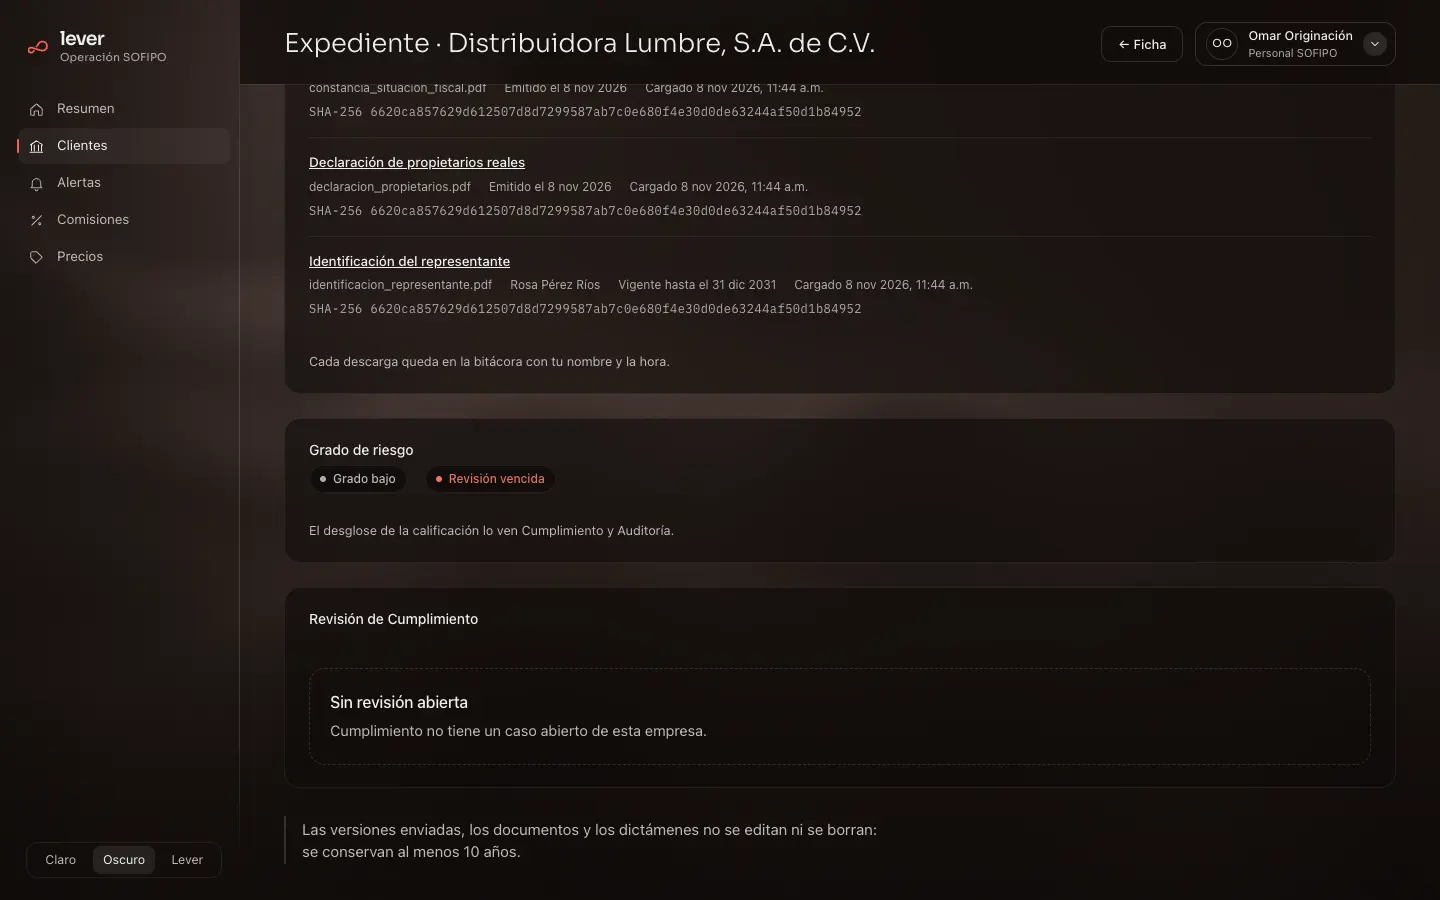 lever
Operación SOFIPO
Resumen
Clientes
Alertas
Comisiones
Precios
Claro
Oscuro
Lever
Expediente · Distribuidora Lumbre, S.A. de C.V.
← Ficha
OO
Omar Originación
Personal SOFIPO
constancia_situacion_fiscal.pdf Emitido el 8 nov 2026 Cargado 8 nov 2026, 11:44 a.m.
SHA-256 6620ca857629d612507d8d7299587ab7c0e680f4e30d0de63244af50d1b84952
Declaración de propietarios reales
declaracion_propietarios.pdf Emitido el 8 nov 2026 Cargado 8 nov 2026, 11:44 a.m.
SHA-256 6620ca857629d612507d8d7299587ab7c0e680f4e30d0de63244af50d1b84952
Identificación del representante
identificacion_representante.pdf Rosa Pérez Ríos Vigente hasta el 31 dic 2031 Cargado 8 nov 2026, 11:44 a.m.
SHA-256 6620ca857629d612507d8d7299587ab7c0e680f4e30d0de63244af50d1b84952
Cada descarga queda en la bitácora con tu nombre y la hora.
Grado de riesgo
Grado bajo
Revisión vencida
El desglose de la calificación lo ven Cumplimiento y Auditoría.
Revisión de Cumplimiento
Sin revisión abierta
Cumplimiento no tiene un caso abierto de esta empresa.
Las versiones enviadas, los documentos y los dictámenes no se editan ni se borran:
se conservan al menos 10 años.